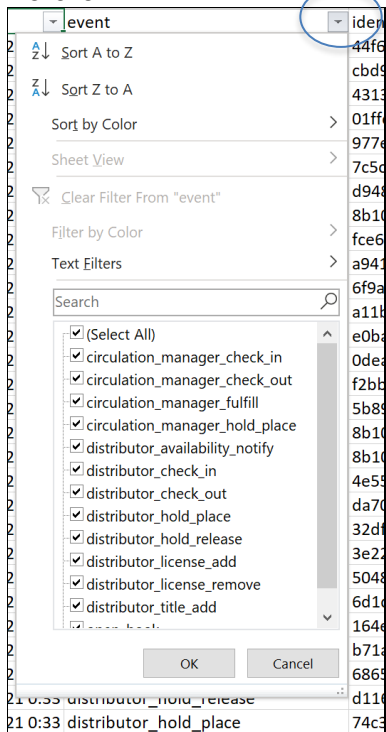 event
iden
Sort A to Z
44f6
cbd9
Sort Z to A
4313
01ff
Sort by Color
977e
Sheet View
7c5c
Clear Filter From "event"
d948
8b10
Filter by Color
fce6
Text Filters
a941
Search
6f9a
a11b
(Select All)
e0ba
circulation_manager_check_in
0dea
circulation_manager_check_out
f2bb
circulation_manager_fulfill
5b89
circulation_manager_hold_place
8b10
distributor_availability_notify
8b10
distributor_check_in
4e55
distributor_check_out
da70
distributor_hold_place
32df
distributor_hold_release
3e22
distributor_license_add
5048
distributor_license_remove
6d1c
distributor_title_add
164e
OK
Cancel
b71a
6865
21 0:33 distributor_hold_release
d116
21 0:33 distributor_hold_place
74c3